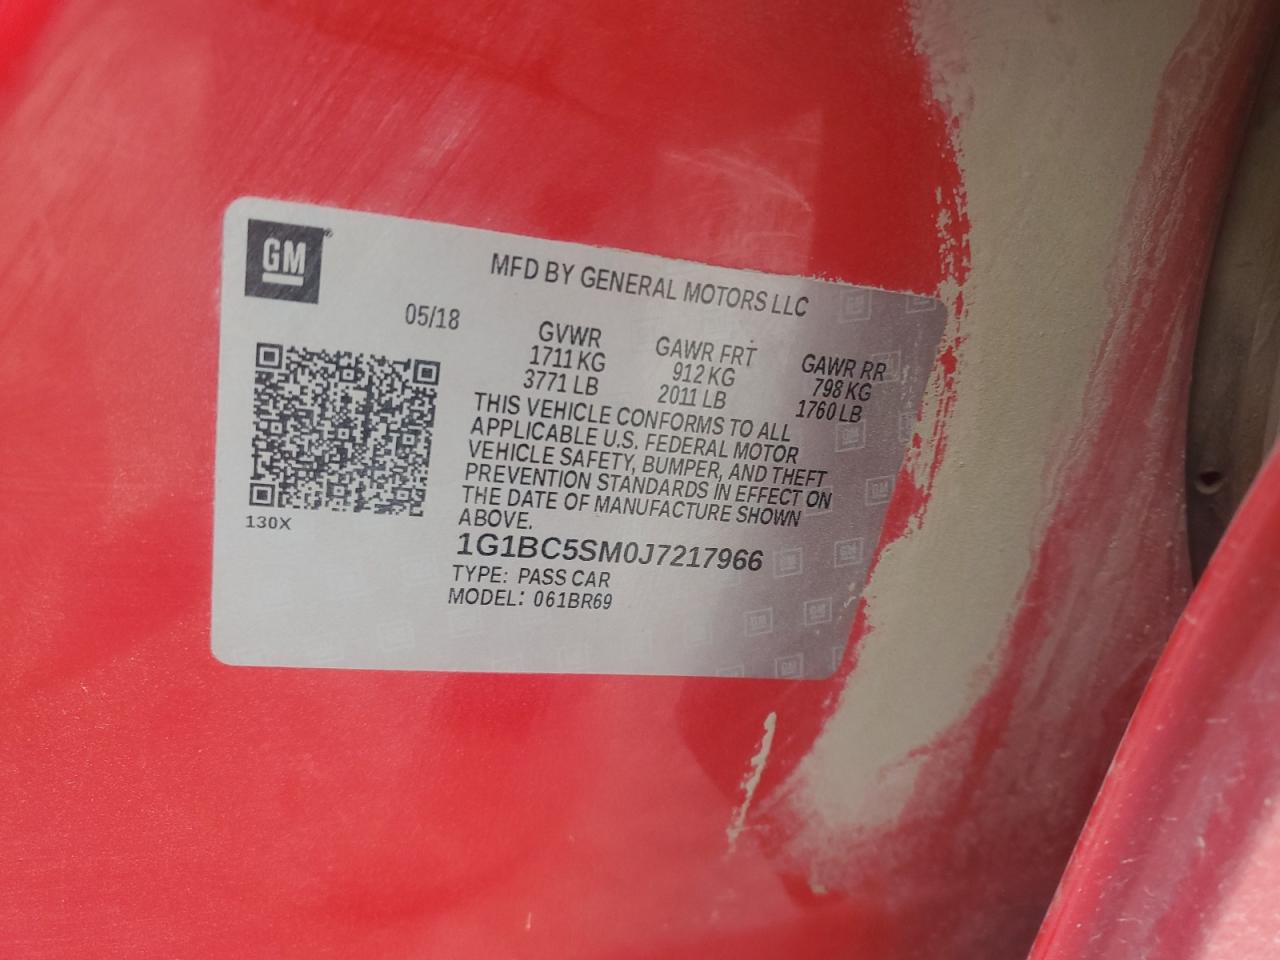 GM
MFD BY GENERAL MOTORS LLC
05/18
GVWR GAWR FRT GAWR RR
1711 KG 912 KG 798 KG
3771 LB 2011 LB 1760 LB
THIS VEHICLE CONFORMS TO ALL
APPLICABLE U.S. FEDERAL MOTOR
VEHICLE SAFETY, BUMPER, AND THEFT
PREVENTION STANDARDS IN EFFECT ON
THE DATE OF MANUFACTURE SHOWN
ABOVE.
130X
1G1BC5SM0J7217966
TYPE: PASS CAR
MODEL: 061BR69